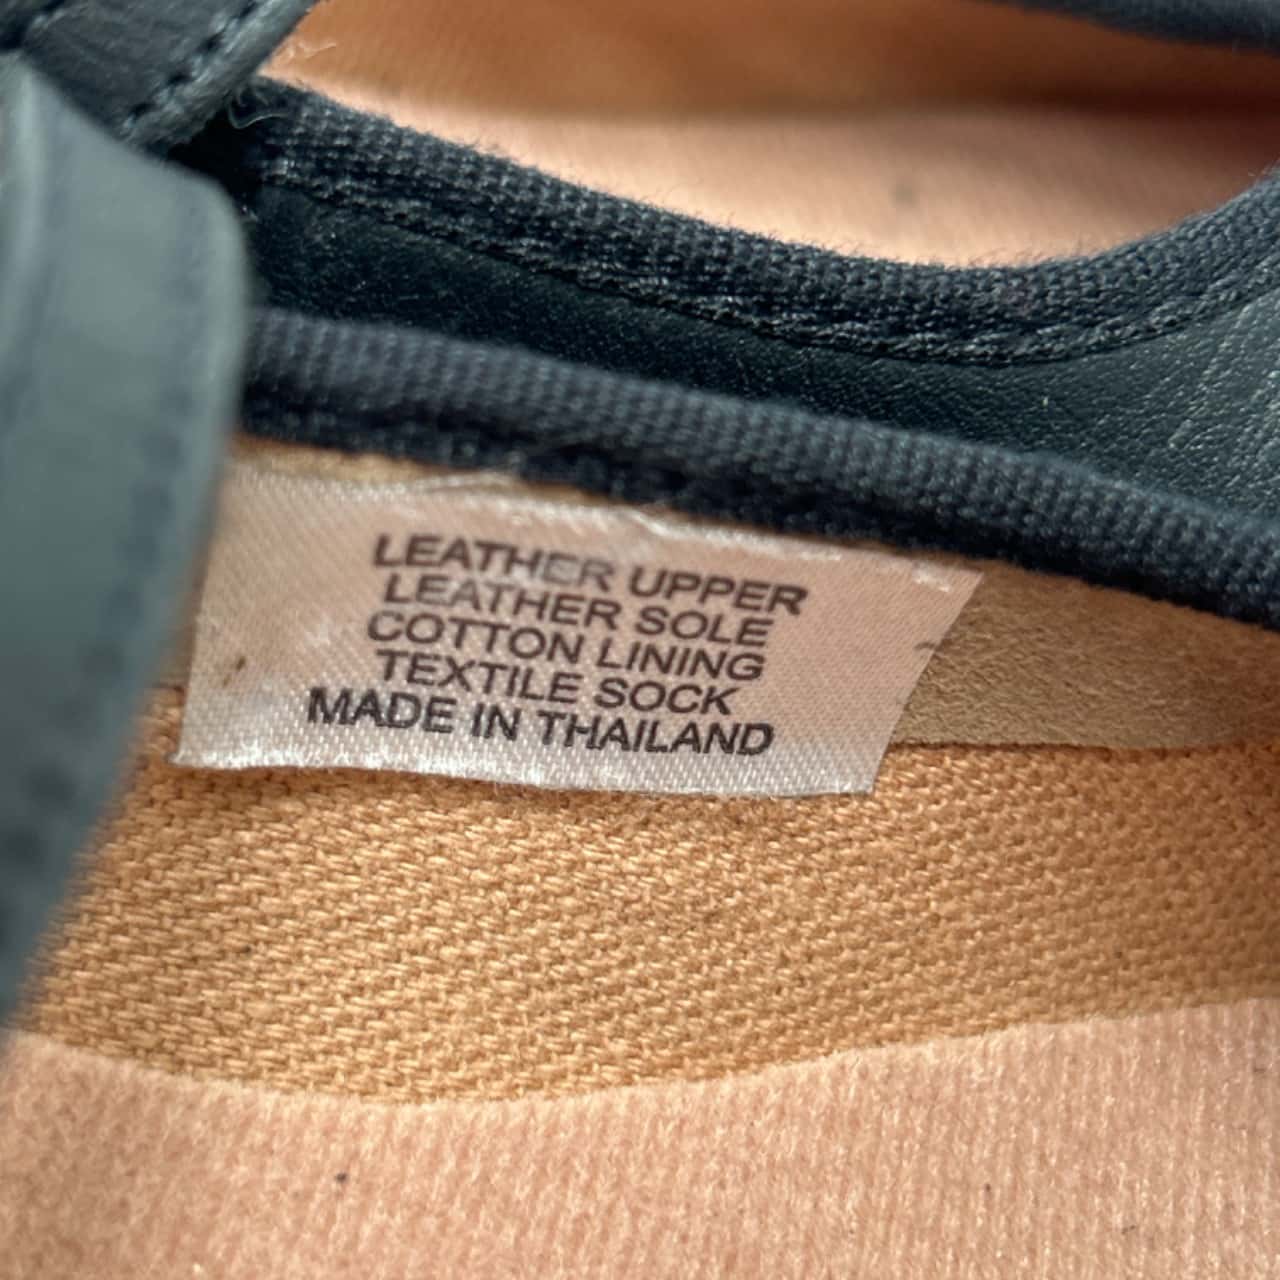 LEATHER UPPER
LEATHER SOLE
COTTON LINING
TEXTILE SOCK
MADE IN THAILAND